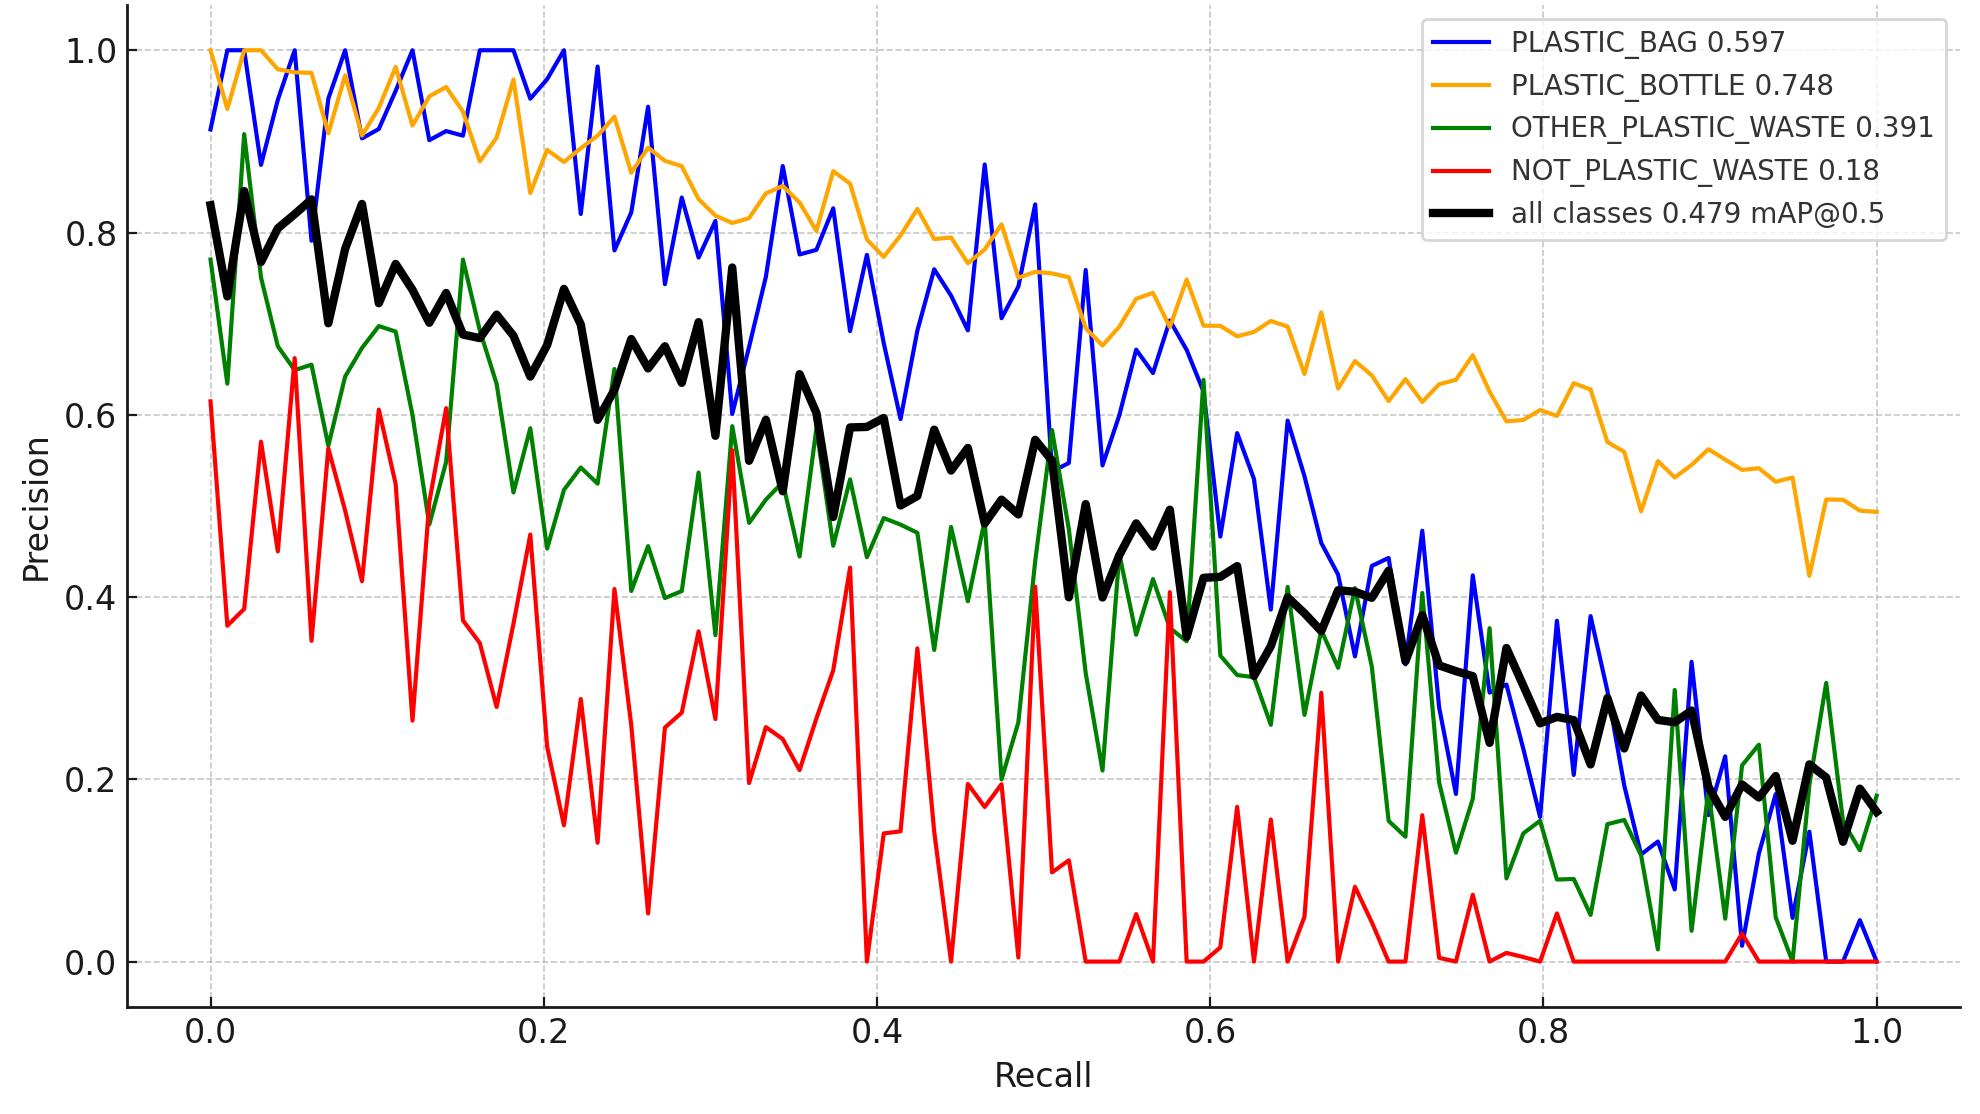 PLASTIC_BAG 0.597
PLASTIC_BOTTLE 0.748
OTHER_PLASTIC_WASTE 0.391
NOT_PLASTIC_WASTE 0.18
all classes 0.479 mAP@0.5
Precision
1.0
0.8
0.6
0.4
0.2
0.0
0.0 0.2 0.4 0.6 0.8 1.0
Recall